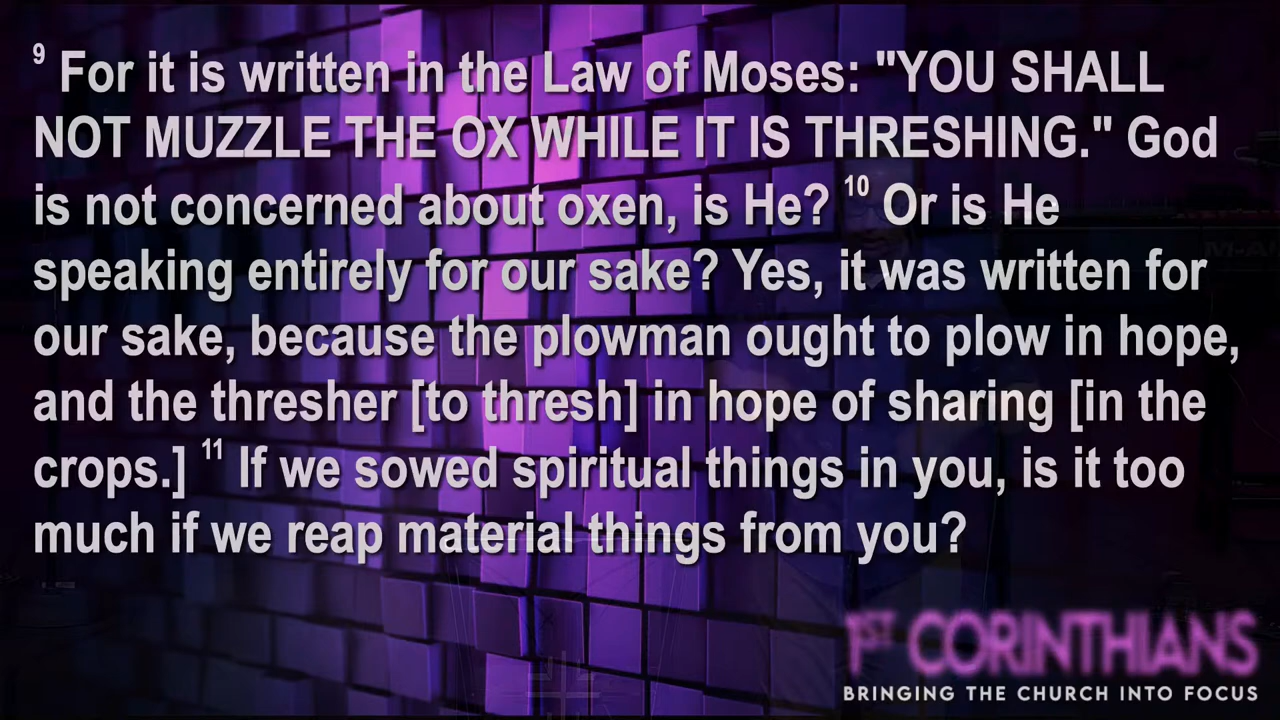 9 For it is written in the Law of Moses: "YOU SHALL
NOT MUZZLE THE OX WHILE IT IS THRESHING." God
is not concerned about oxen, is He? 10 Or is He
speaking entirely for our sake? Yes, it was written for
our sake, because the plowman ought to plow in hope,
and the thresher [to thresh] in hope of sharing [in the
crops.] 11 If we sowed spiritual things in you, is it too
much if we reap material things from you?
1ST CORINTHIANS
BRINGING THE CHURCH INTO FOCUS